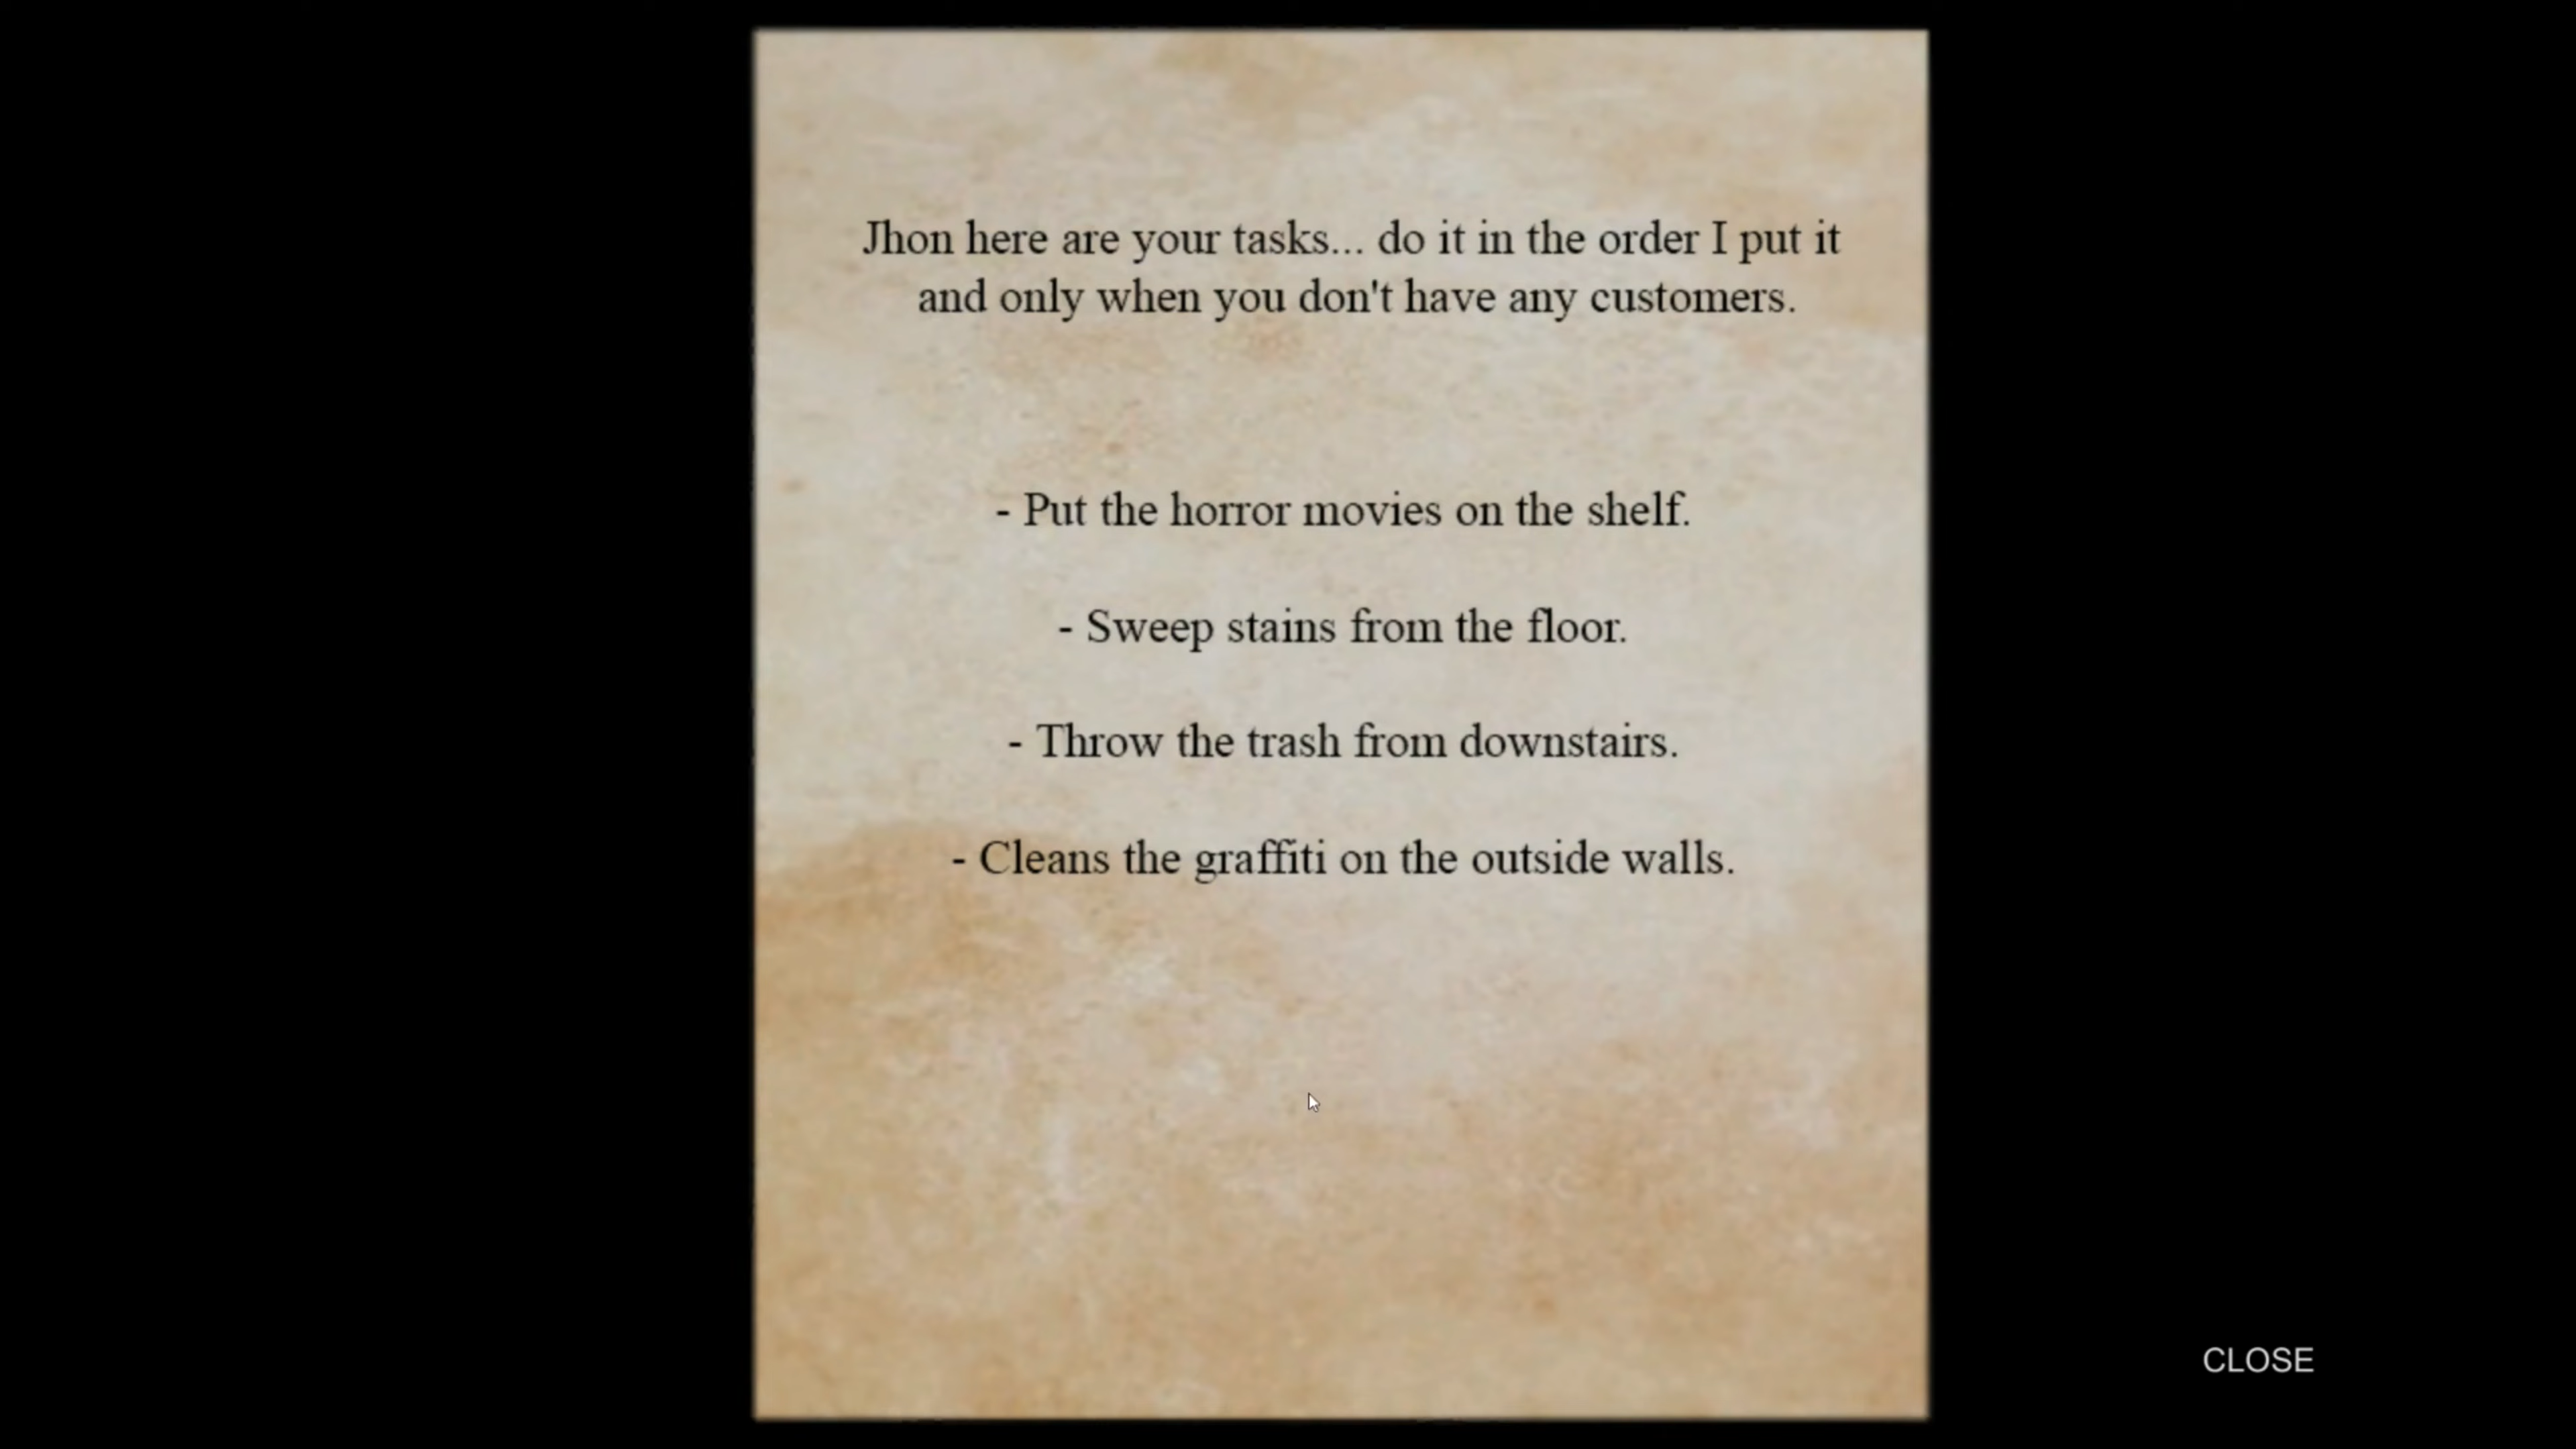 Jhon here are your tasks... do it in the order I put it
and only when you don't have any customers.
- Put the horror movies on the shelf.
- Sweep stains from the floor.
- Throw the trash from downstairs.
- Cleans the graffiti on the outside walls.
CLOSE